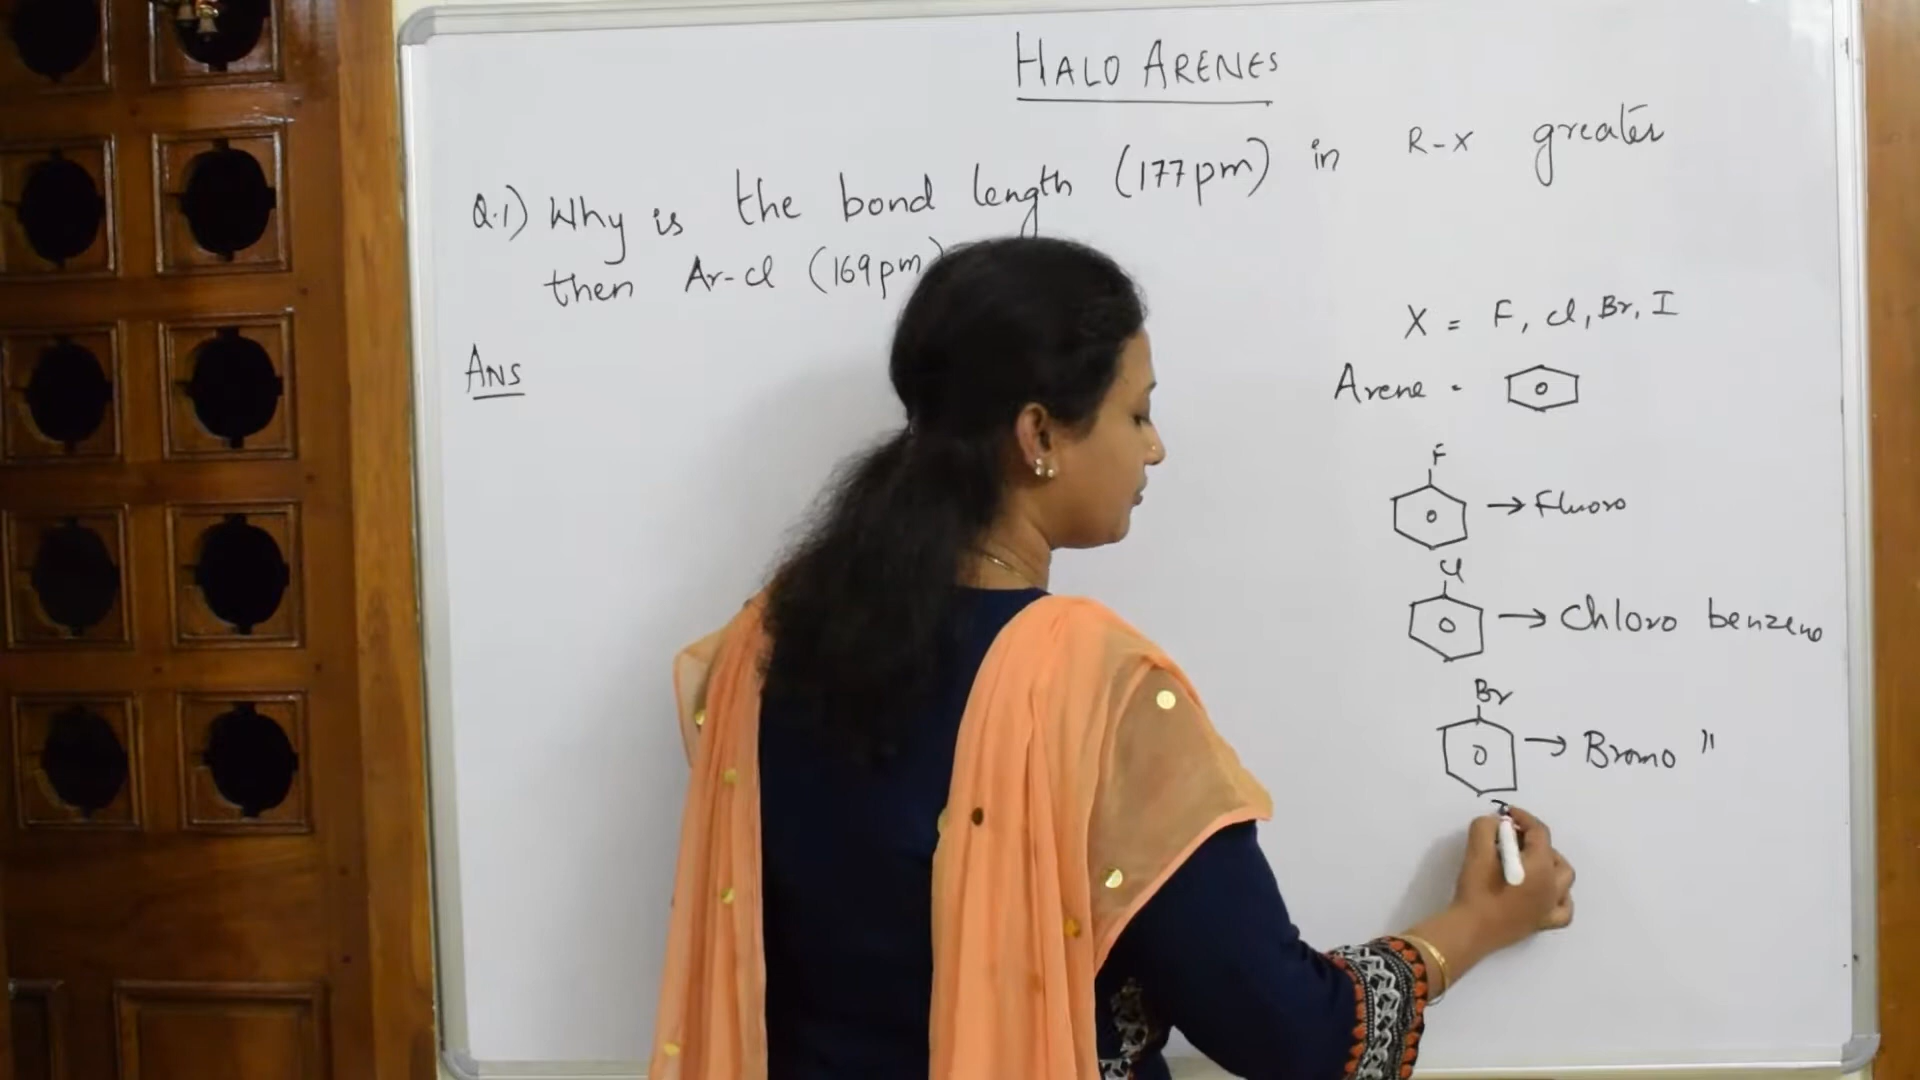 HALO ARENES
Q.1) Why is the bond length (177pm) in R-X greater
then Ar-Cl (169pm)
Ans
X = F, Cl, Br, I
Arene -
F
→ Fluoro
Cl
→ Chloro benzene
Br
→ Bromo "